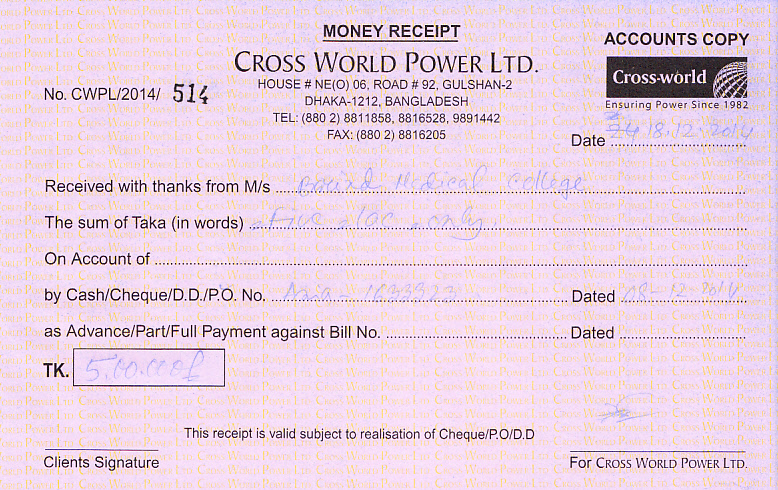 MONEY RECEIPT
ACCOUNTS COPY
CROSS WORLD POWER LTD.
HOUSE # NE(O) 06, ROAD # 92, GULSHAN-2
DHAKA-1212, BANGLADESH
TEL: (880 2) 8811858, 8816528, 9891442
FAX: (880 2) 8816205
Cross-world
Ensuring Power Since 1982
No. CWPL/2014/ 514
Date 18.12.2014
Received with thanks from M/s Barind Medical College
The sum of Taka (in words) Five lac only.
On Account of
by Cash/Cheque/D.D./P.O. No. Asia - 1633323 Dated 08-12-2014
as Advance/Part/Full Payment against Bill No. Dated
TK. 5.00.000/
This receipt is valid subject to realisation of Cheque/P.O/D.D
Clients Signature
For CROSS WORLD POWER LTD.